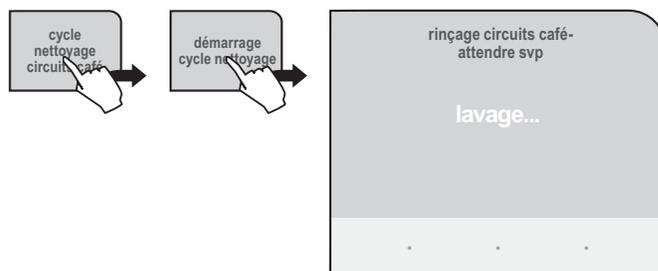 cycle
nettoyage
circuits café
démarrage
cycle nettoyage
rinçage circuits café-
attendre svp
lavage...